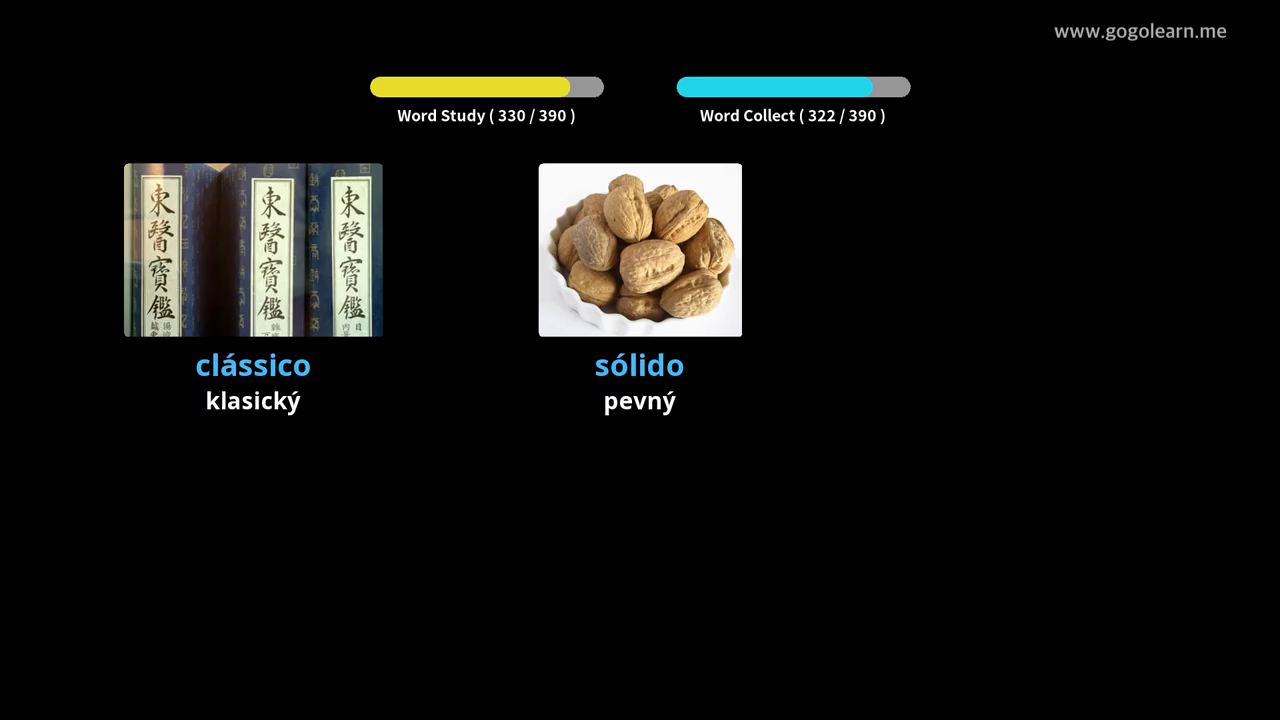 www.gogolearn.me
Word Study ( 330 / 390 )
Word Collect ( 322 / 390 )
東醫寶鑑
東醫寶鑑
東醫寶鑑
clássico
klasický
sólido
pevný